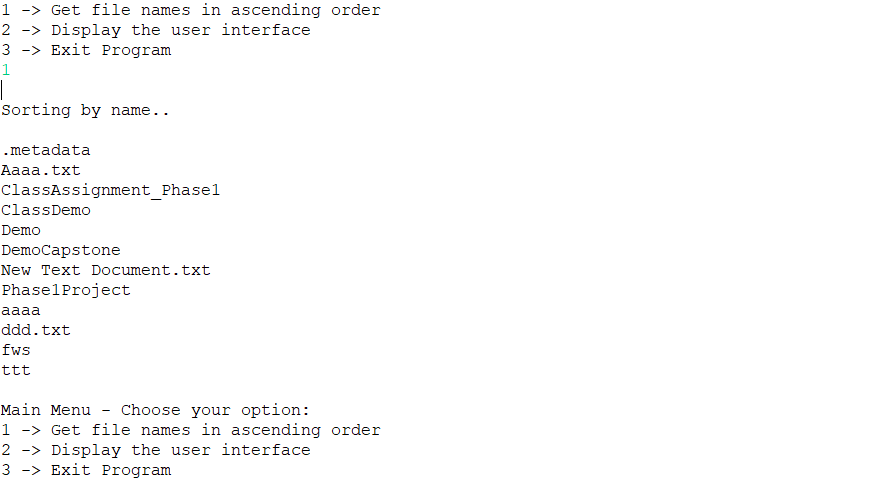 1 -> Get file names in ascending order
2 -> Display the user interface
3 -> Exit Program
1
Sorting by name..
.metadata
Aaaa.txt
ClassAssignment_Phase1
ClassDemo
Demo
DemoCapstone
New Text Document.txt
Phase1Project
aaaa
ddd.txt
fws
ttt
Main Menu - Choose your option:
1 -> Get file names in ascending order
2 -> Display the user interface
3 -> Exit Program